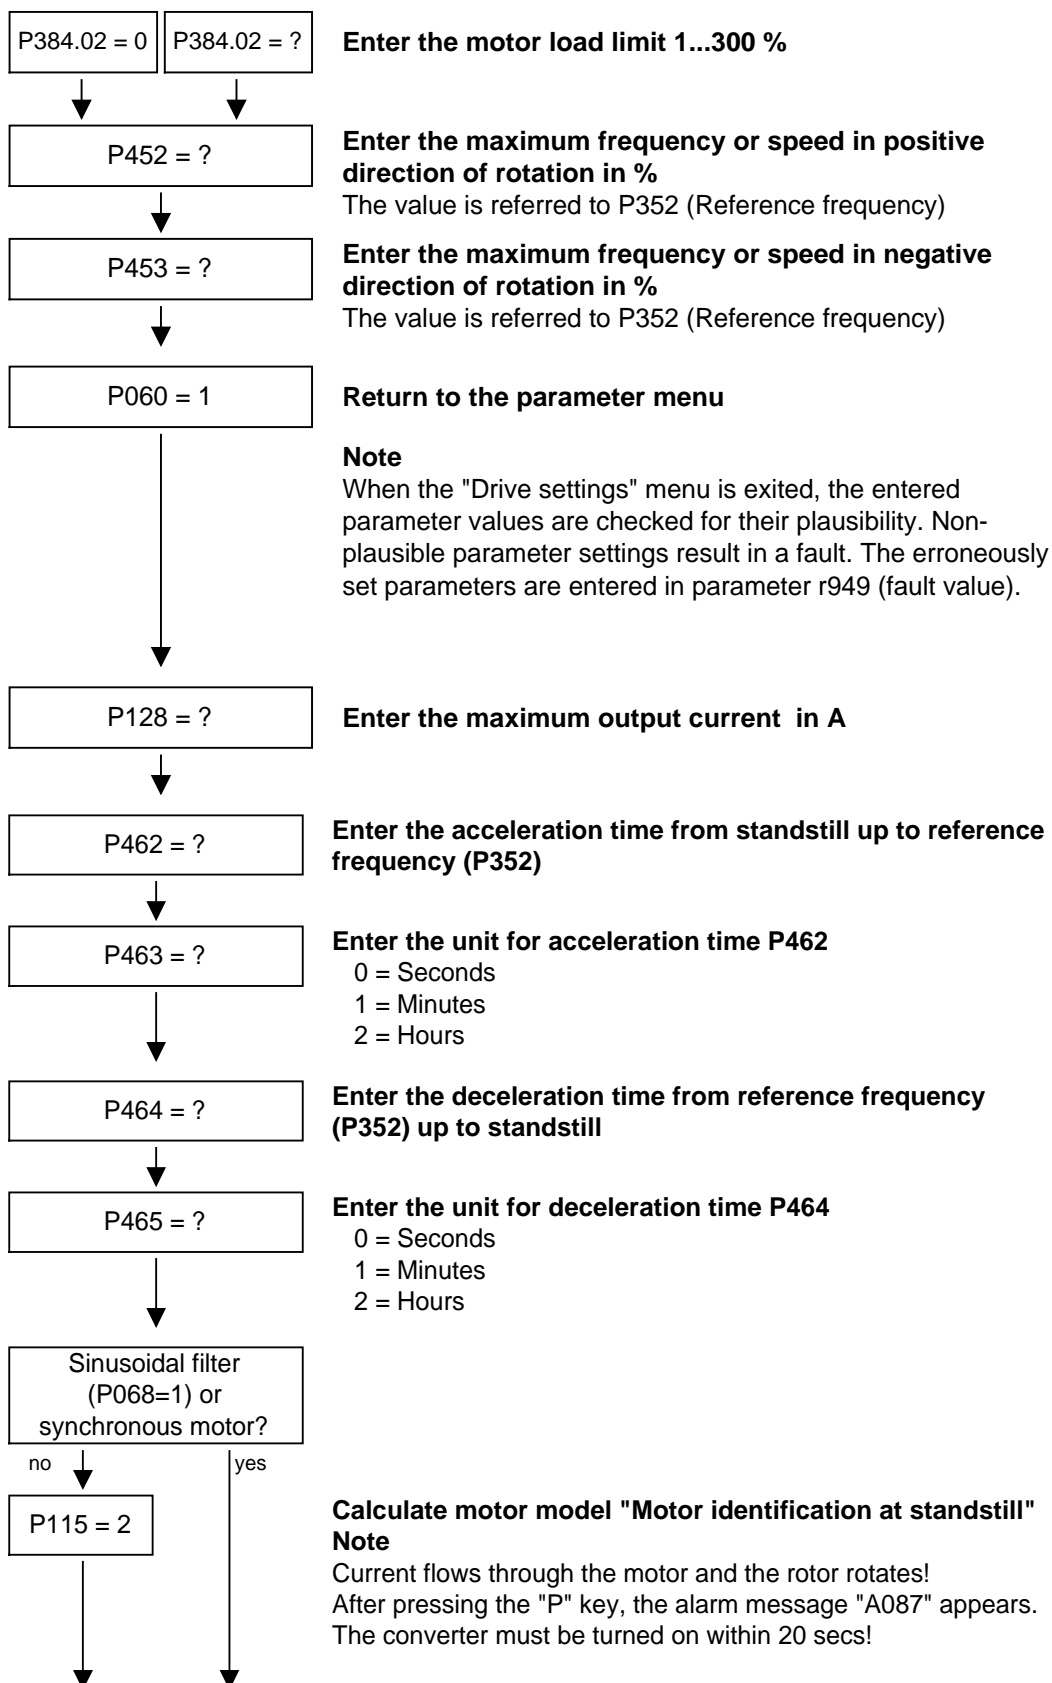 P384.02 = 0
P384.02 = ?
Enter the motor load limit 1...300 %
P452 = ?
Enter the maximum frequency or speed in positive
direction of rotation in %
The value is referred to P352 (Reference frequency)
P453 = ?
Enter the maximum frequency or speed in negative
direction of rotation in %
The value is referred to P352 (Reference frequency)
P060 = 1
Return to the parameter menu
Note
When the "Drive settings" menu is exited, the entered
parameter values are checked for their plausibility. Non-
plausible parameter settings result in a fault. The erroneously
set parameters are entered in parameter r949 (fault value).
P128 = ?
Enter the maximum output current  in A
P462 = ?
Enter the acceleration time from standstill up to reference
frequency (P352)
P463 = ?
Enter the unit for acceleration time P462
0 = Seconds
1 = Minutes
2 = Hours
P464 = ?
Enter the deceleration time from reference frequency
(P352) up to standstill
P465 = ?
Enter the unit for deceleration time P464
0 = Seconds
1 = Minutes
2 = Hours
Sinusoidal filter
(P068=1) or
synchronous motor?
no
yes
P115 = 2
Calculate motor model "Motor identification at standstill"
Note
Current flows through the motor and the rotor rotates!
After pressing the "P" key, the alarm message "A087" appears.
The converter must be turned on within 20 secs!